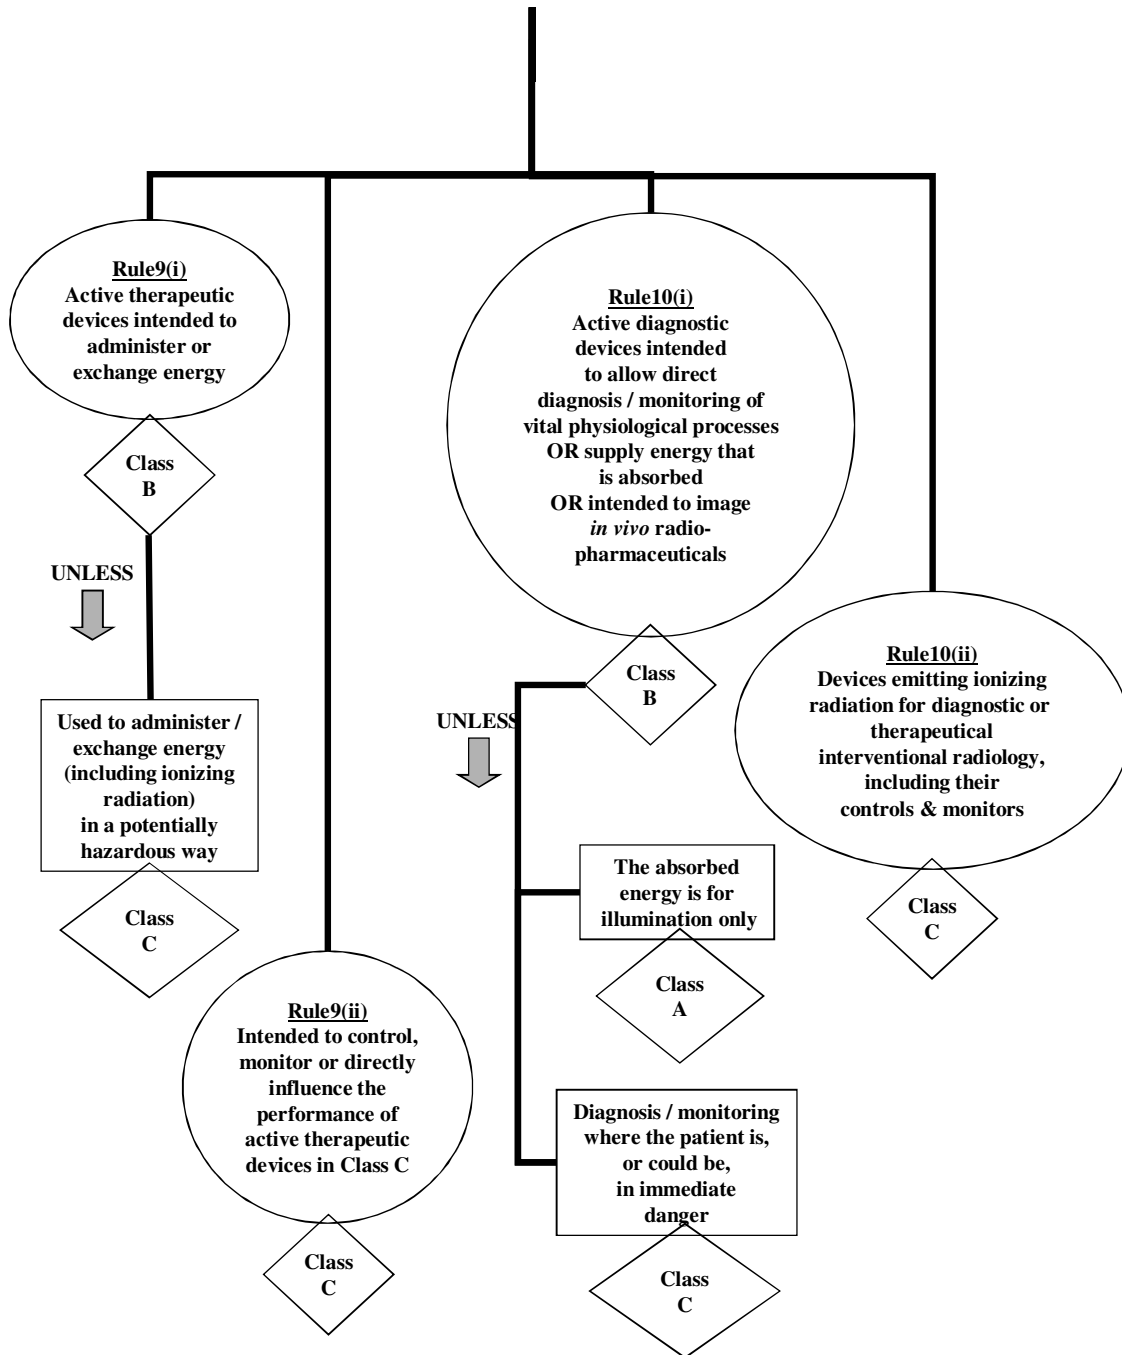 Rule9(i)
Active therapeutic
devices intended to
administer or
exchange energy
Class
B
UNLESS
Used to administer /
exchange energy
(including ionizing
radiation)
in a potentially
hazardous way
Class
C
Rule9(ii)
Intended to control,
monitor or directly
influence the
performance of
active therapeutic
devices in Class C
Class
C
Rule10(i)
Active diagnostic
devices intended
to allow direct
diagnosis / monitoring of
vital physiological processes
OR supply energy that
is absorbed
OR intended to image
in vivo radio-
pharmaceuticals
Class
B
UNLESS
The absorbed
energy is for
illumination only
Class
A
Diagnosis / monitoring
where the patient is,
or could be,
in immediate
danger
Class
C
Rule10(ii)
Devices emitting ionizing
radiation for diagnostic or
therapeutical
interventional radiology,
including their
controls & monitors
Class
C